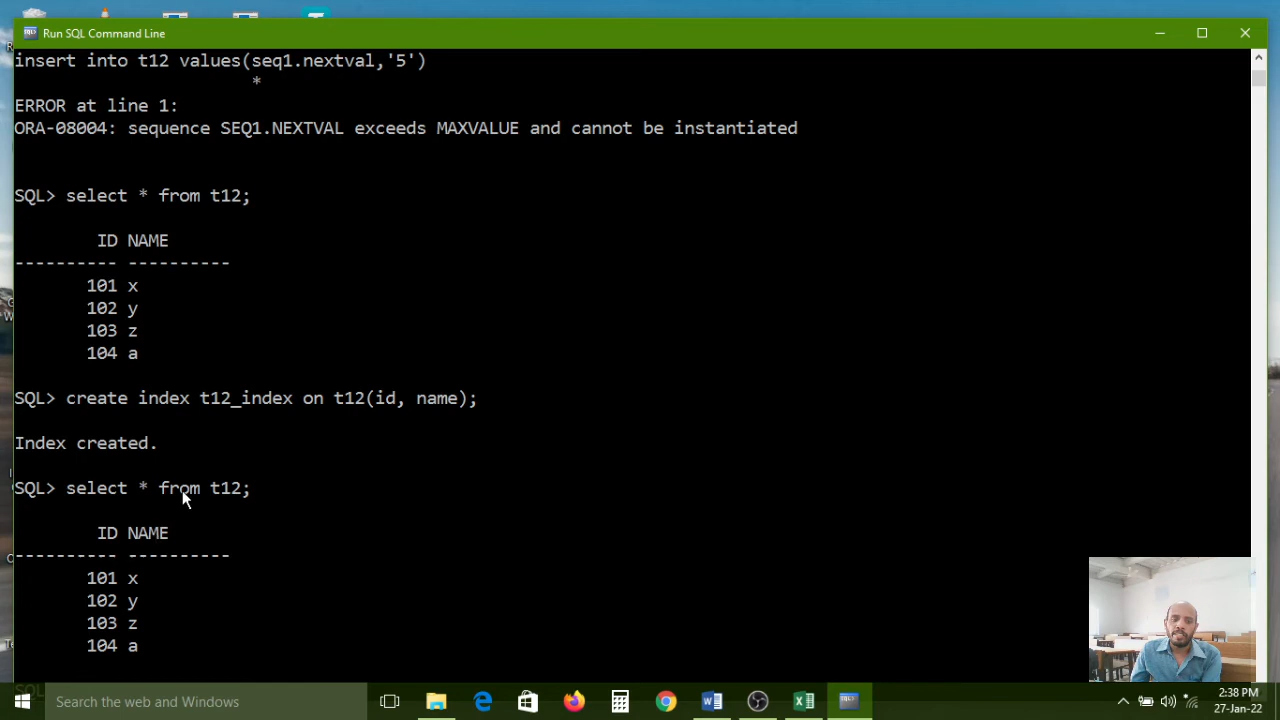 Run SQL Command Line
insert into t12 values(seq1.nextval,'5')
*
ERROR at line 1:
ORA-08004: sequence SEQ1.NEXTVAL exceeds MAXVALUE and cannot be instantiated
SQL> select * from t12;
ID NAME
---------- ----------
101 x
102 y
103 z
104 a
SQL> create index t12_index on t12(id, name);
Index created.
SQL> select * from t12;
ID NAME
---------- ----------
101 x
102 y
103 z
104 a
Search the web and Windows
2:38 PM
27-Jan-22